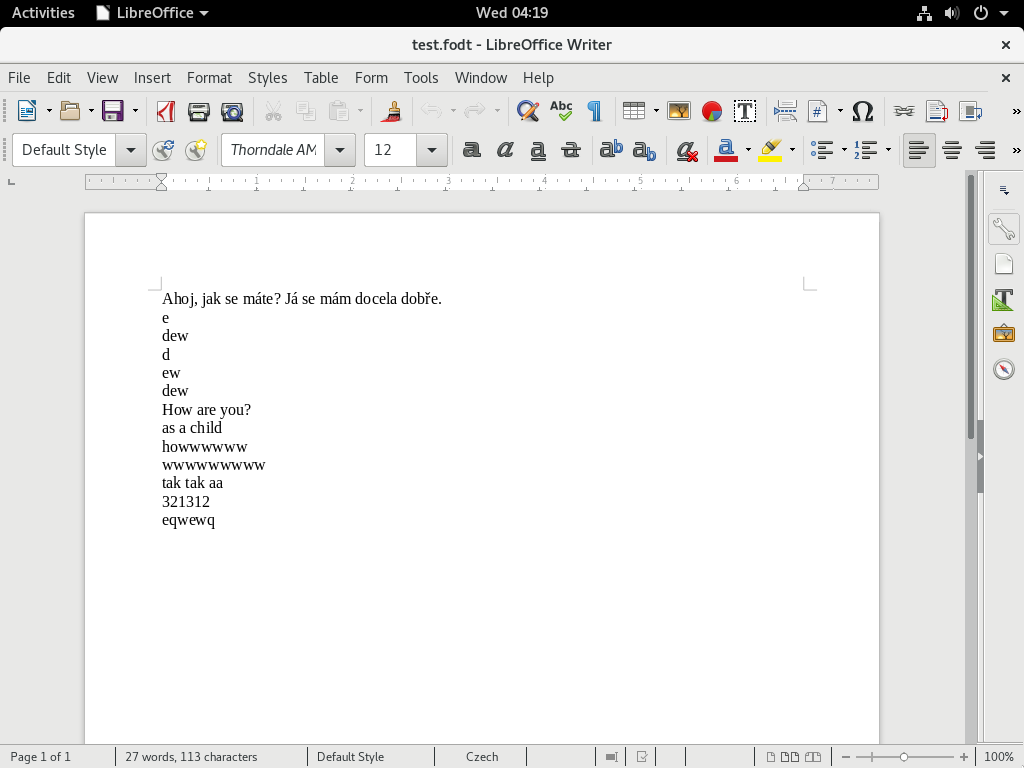 Activities LibreOffice Wed 04:19
test.fodt - LibreOffice Writer
File Edit View Insert Format Styles Table Form Tools Window Help
Abc
Default Style Thorndale AM 12
1 2 3 4 5 6 7
Ahoj, jak se máte? Já se mám docela dobře.
e
dew
d
ew
dew
How are you?
as a child
howwwwww
wwwwwwwww
tak tak aa
321312
eqwewq
Page 1 of 1 27 words, 113 characters Default Style Czech 100%